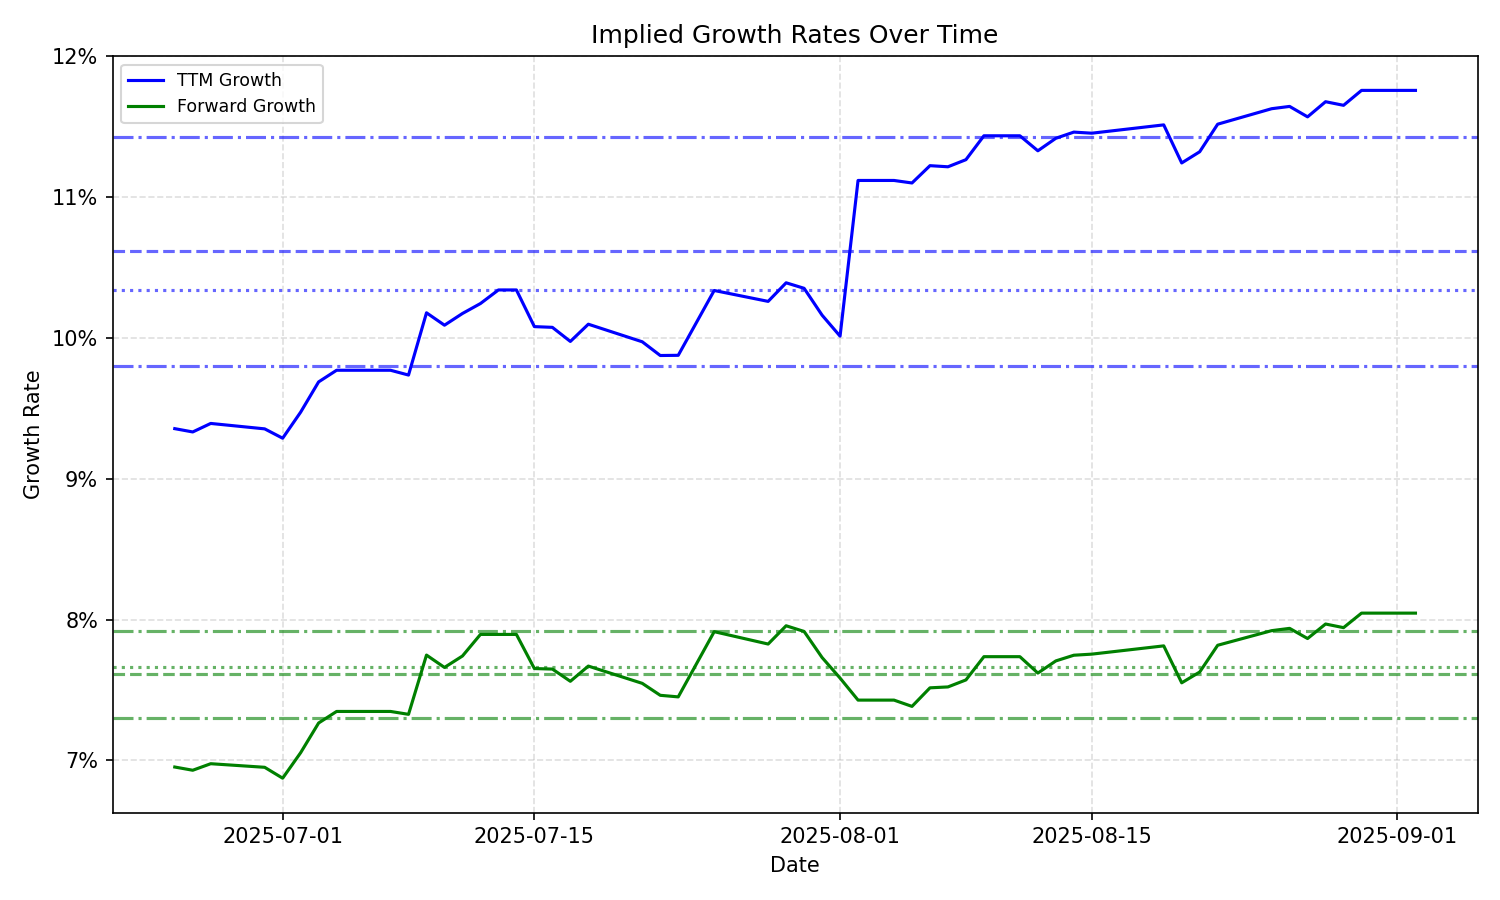 Implied Growth Rates Over Time
12%
11%
10%
9%
8%
7%
Growth Rate
TTM Growth
Forward Growth
2025-07-01
2025-07-15
2025-08-01
2025-08-15
2025-09-01
Date